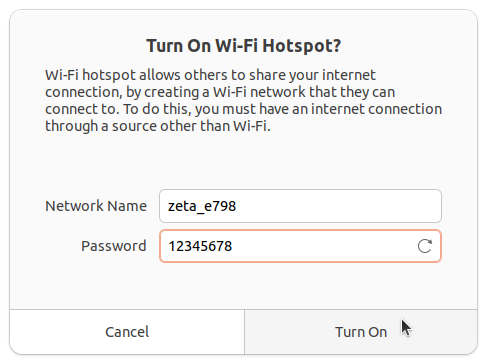 Turn On Wi-Fi Hotspot?
Wi-Fi hotspot allows others to share your internet
connection, by creating a Wi-Fi network that they can
connect to. To do this, you must have an internet connection
through a source other than Wi-Fi.
Network Name zeta_e798
Password 12345678
Cancel Turn On